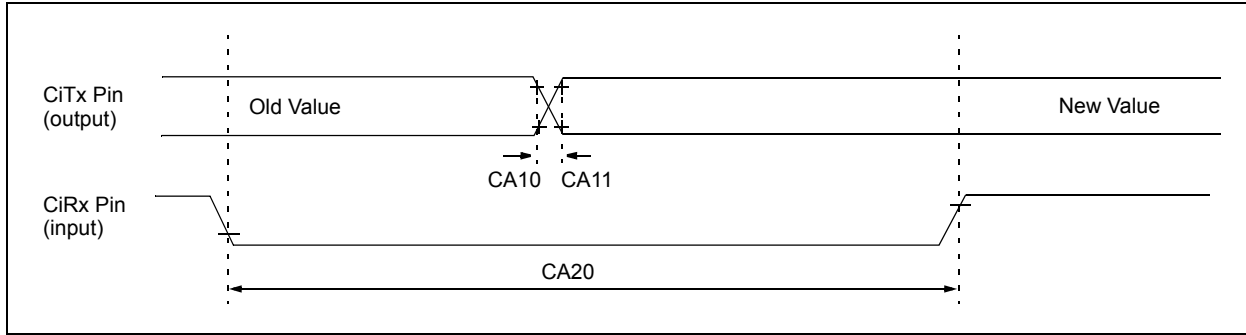 CiTx Pin
(output)
Old Value
New Value
CA10 CA11
CiRx Pin
(input)
CA20